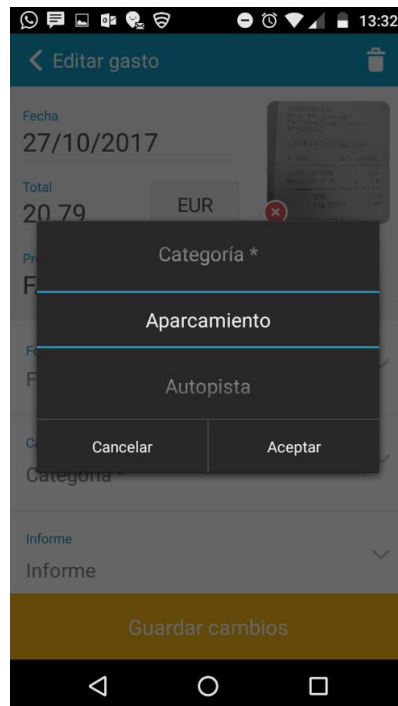 13:32
Editar gasto
Fecha
27/10/2017
Total
20.79
EUR
Categoría *
Aparcamiento
Autopista
Cancelar
Aceptar
Categoría *
Informe
Informe
Guardar cambios